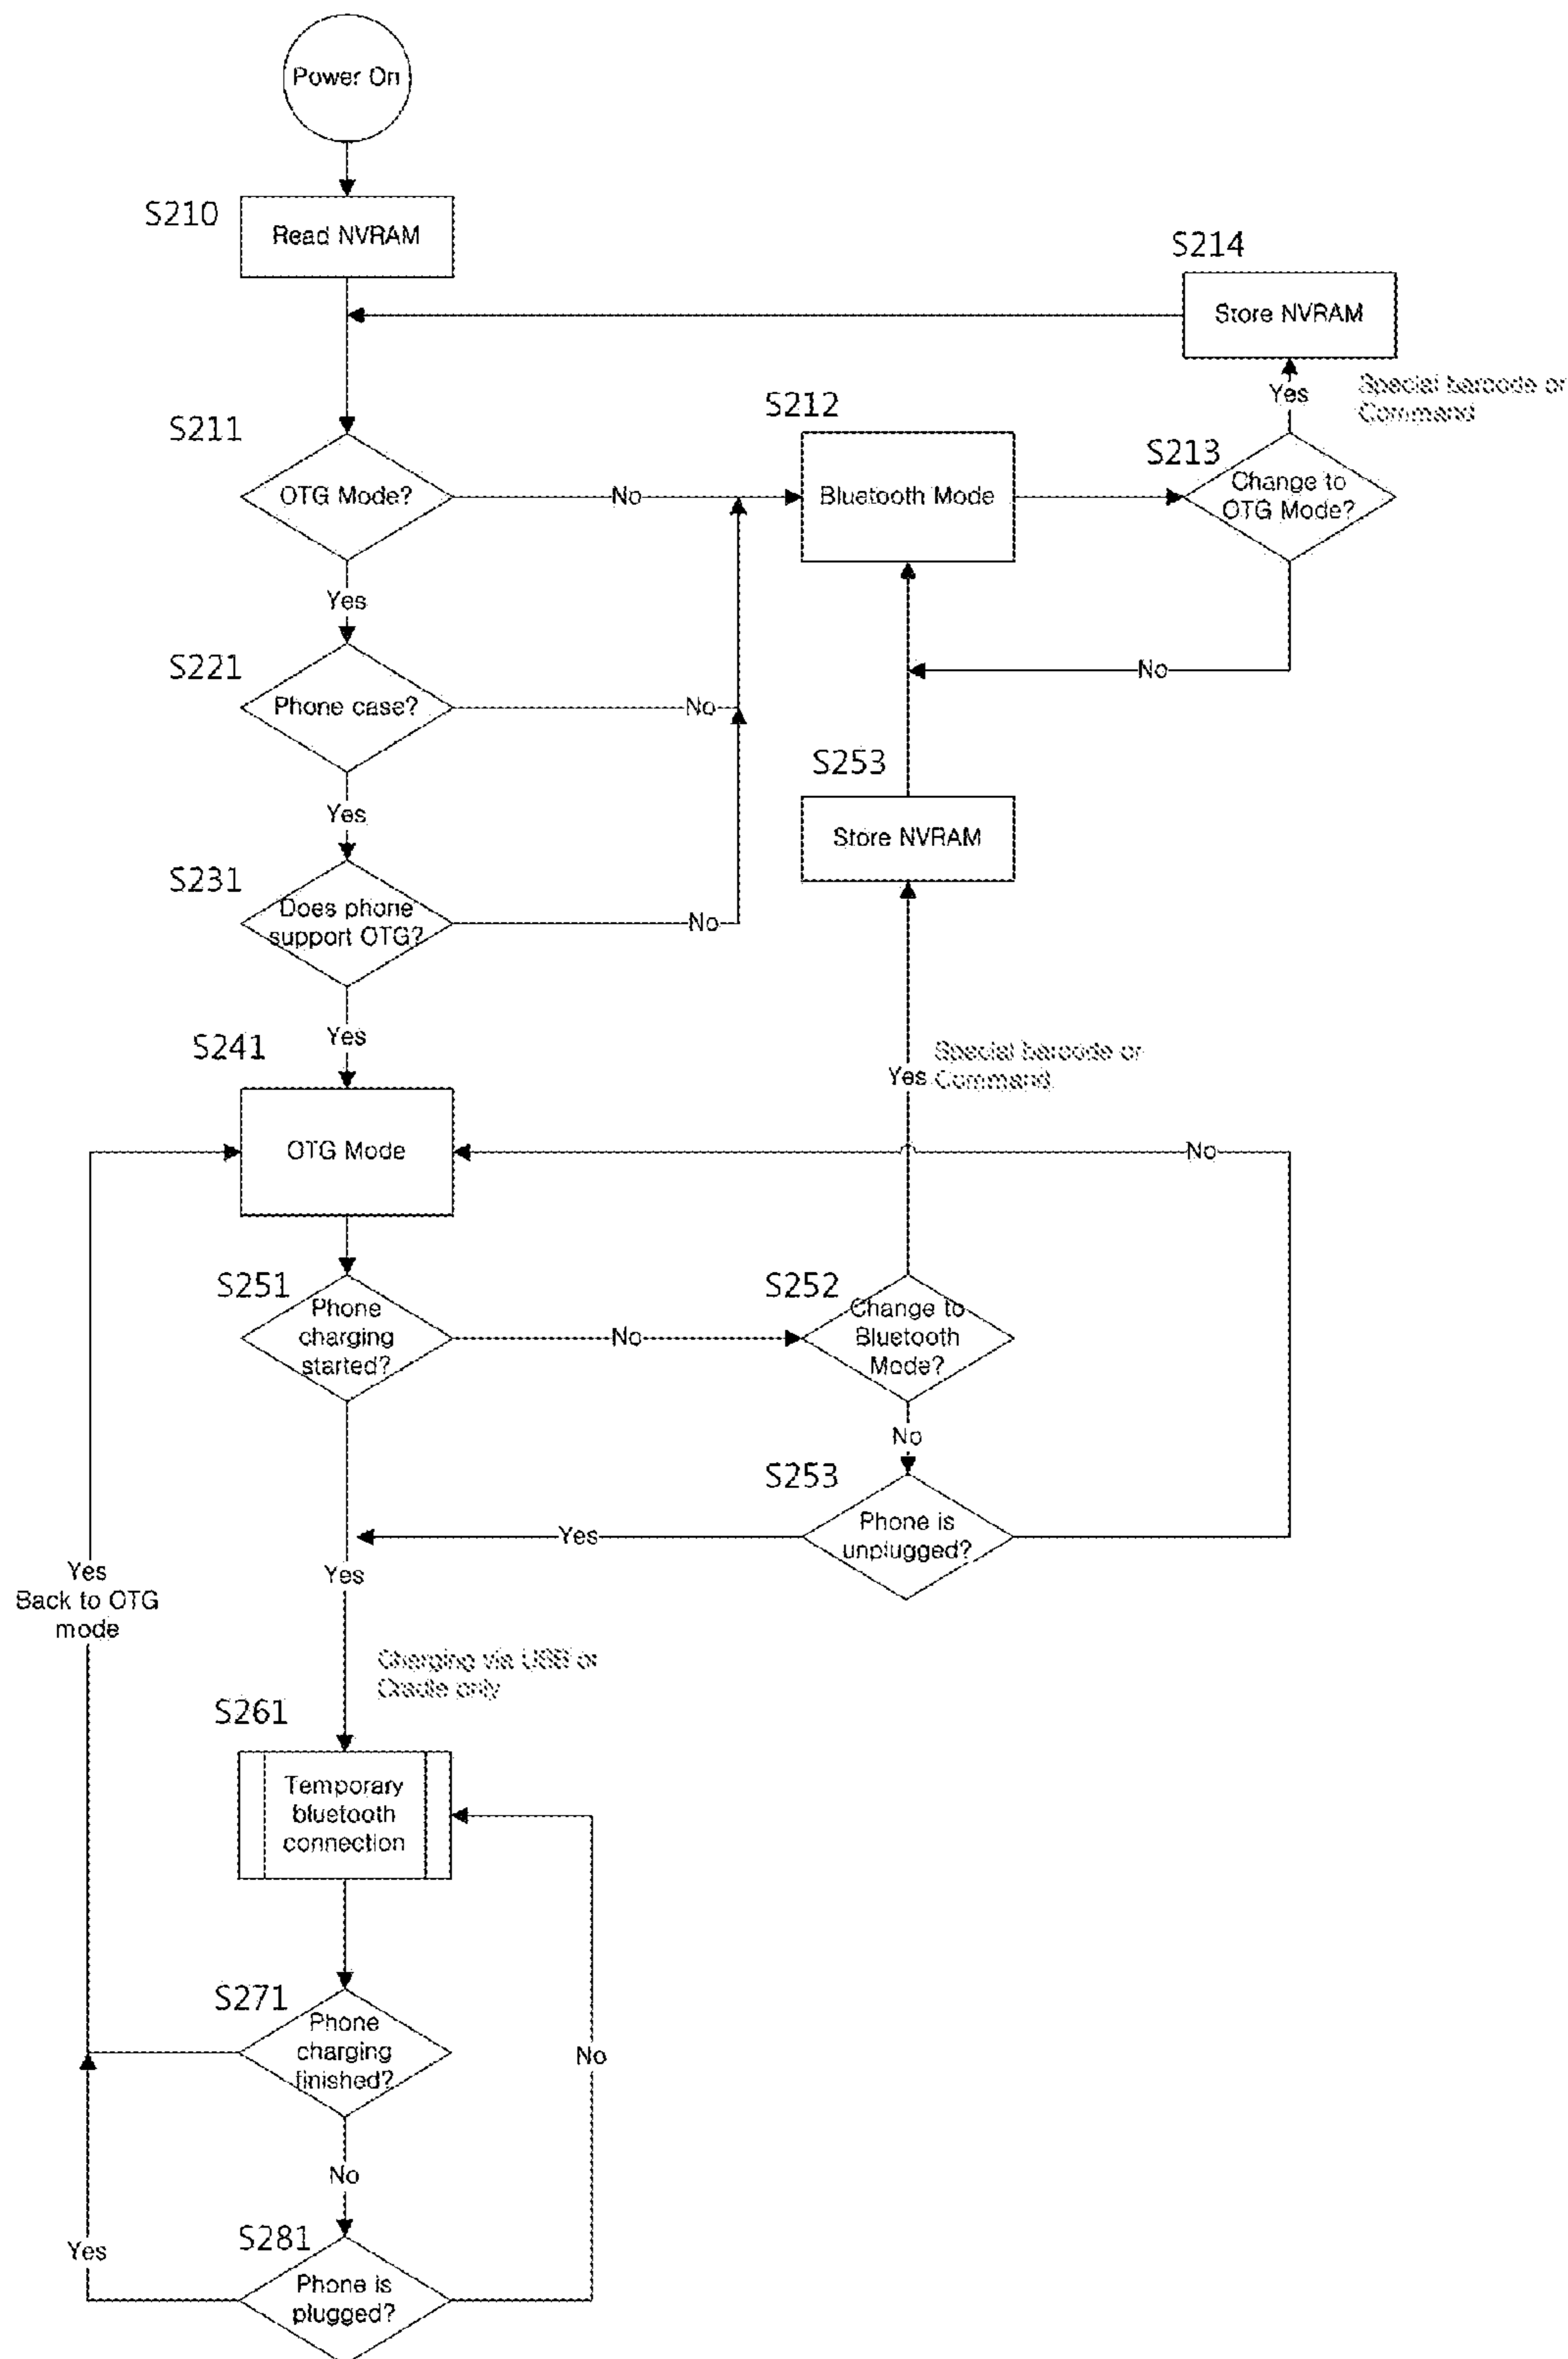 Power On
S210
Read NVRAM
S214
Store NVRAM
Yes
Special barcode or
Command
S211
OTG Mode?
No
S212
Bluetooth Mode
S213
Change to
OTG Mode?
Yes
No
S221
Phone case?
No
Yes
S253
Store NVRAM
S231
Does phone
support OTG?
No
Yes
Special barcode or
Command
Yes
S241
OTG Mode
No
S251
Phone
charging
started?
No
S252
Change to
Bluetooth
Mode?
No
S253
Phone is
unplugged?
Yes
Yes
Yes
Back to OTG
mode
Charging via USB or
Cradle only
S261
Temporary
bluetooth
connection
S271
Phone
charging
finished?
No
No
S281
Phone is
plugged?
Yes